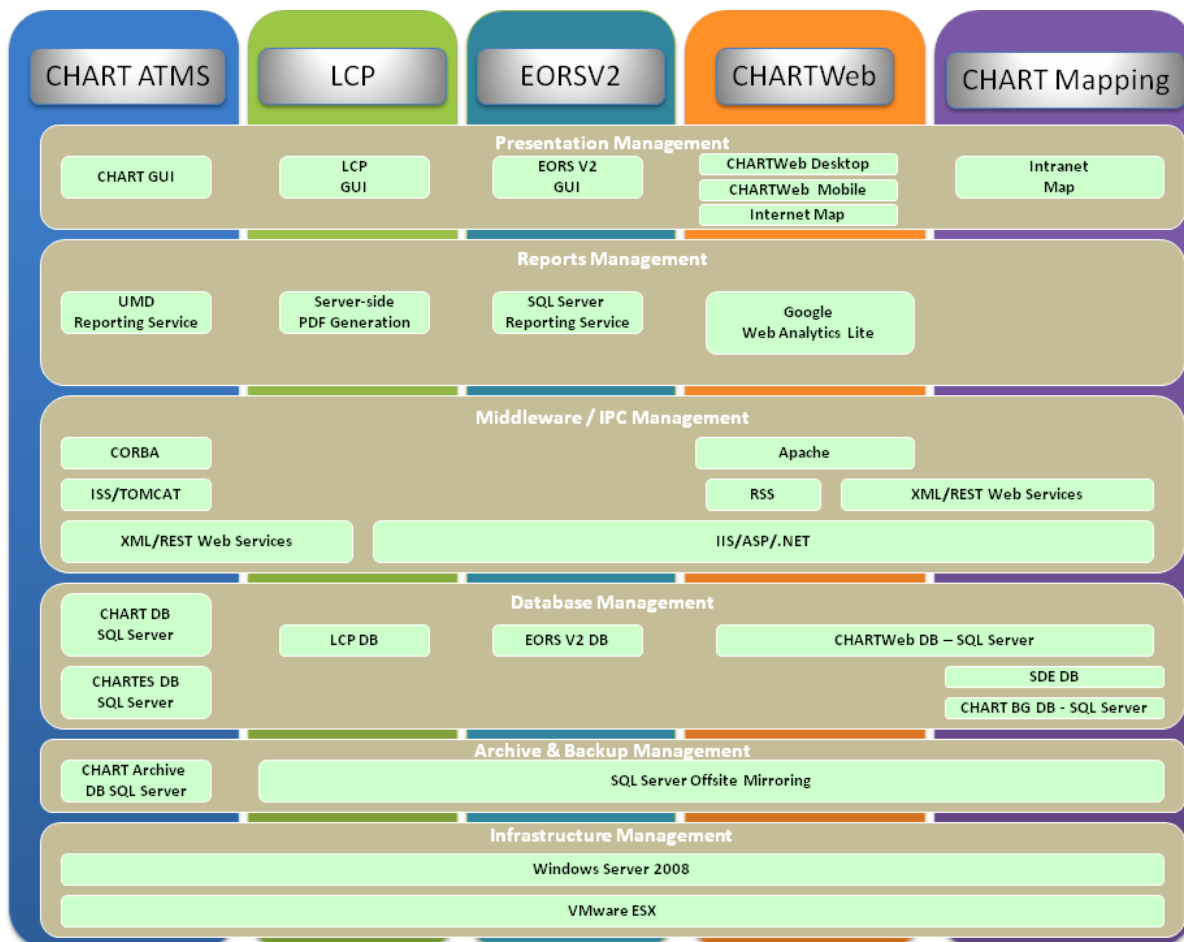 CHART ATMS
LCP
EORSV2
CHARTWeb
CHART Mapping
Presentation Management
CHART GUI
LCP
GUI
EORS V2
GUI
CHARTWeb Desktop
CHARTWeb Mobile
Internet Map
Intranet
Map
Reports Management
UMD
Reporting Service
Server-side
PDF Generation
SQL Server
Reporting Service
Google
Web Analytics Lite
Middleware / IPC Management
CORBA
Apache
ISS/TOMCAT
RSS
XML/REST Web Services
XML/REST Web Services
IIS/ASP/.NET
Database Management
CHART DB
SQL Server
LCP DB
EORS V2 DB
CHARTWeb DB – SQL Server
CHARTES DB
SQL Server
SDE DB
CHART BG DB - SQL Server
Archive & Backup Management
CHART Archive
DB SQL Server
SQL Server Offsite Mirroring
Infrastructure Management
Windows Server 2008
VMware ESX